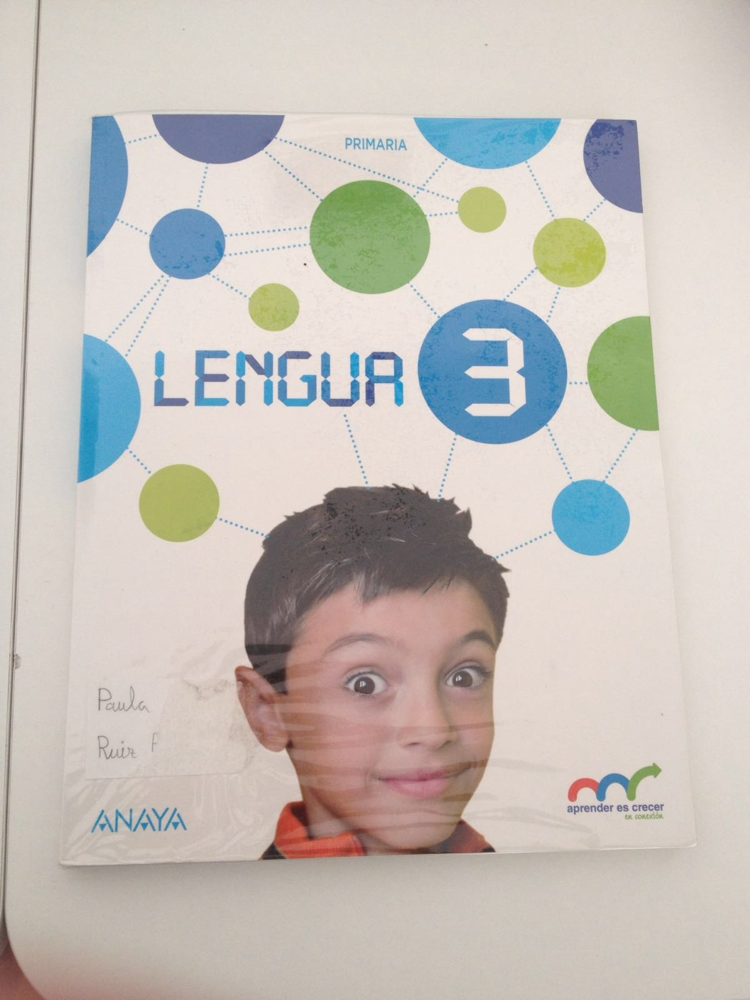 PRIMARIA
LENGUA 3
Paula
Ruiz
ANAYA
aprender es crecer
en conexión